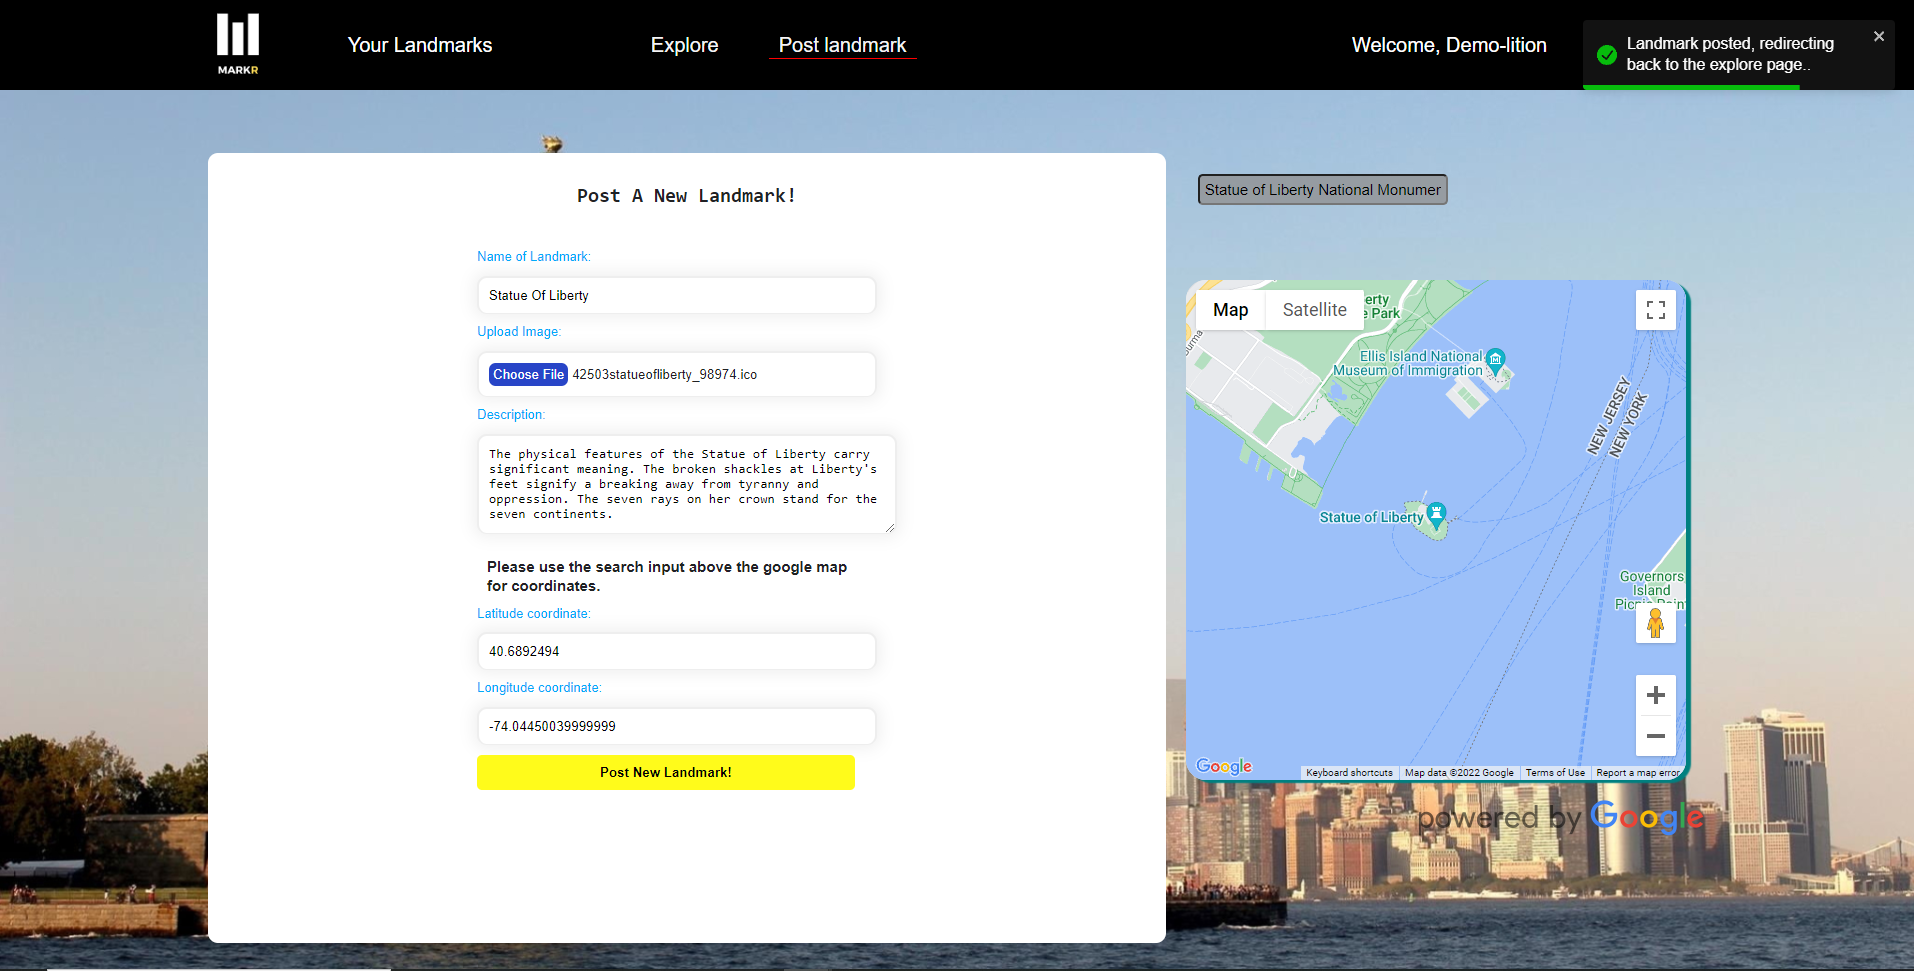 MARKR
Your Landmarks
Explore
Post landmark
Welcome, Demo-lition
Landmark posted, redirecting
back to the explore page..
Post A New Landmark!
Name of Landmark:
Statue Of Liberty
Upload Image:
Choose File 42503statueofliberty_98974.ico
Description:
The physical features of the Statue of Liberty carry
significant meaning. The broken shackles at Liberty's
feet signify a breaking away from tyranny and
oppression. The seven rays on her crown stand for the
seven continents.
Please use the search input above the google map
for coordinates.
Latitude coordinate:
40.6892494
Longitude coordinate:
-74.04450039999999
Post New Landmark!
Statue of Liberty National Monumer
Map
Satellite
erty
e Park
Ellis Island National
Museum of Immigration
NEW JERSEY
NEW YORK
Statue of Liberty
Governors
Island
Picnic Point
Google
Keyboard shortcuts
Map data ©2022 Google
Terms of Use
Report a map error
powered by Google